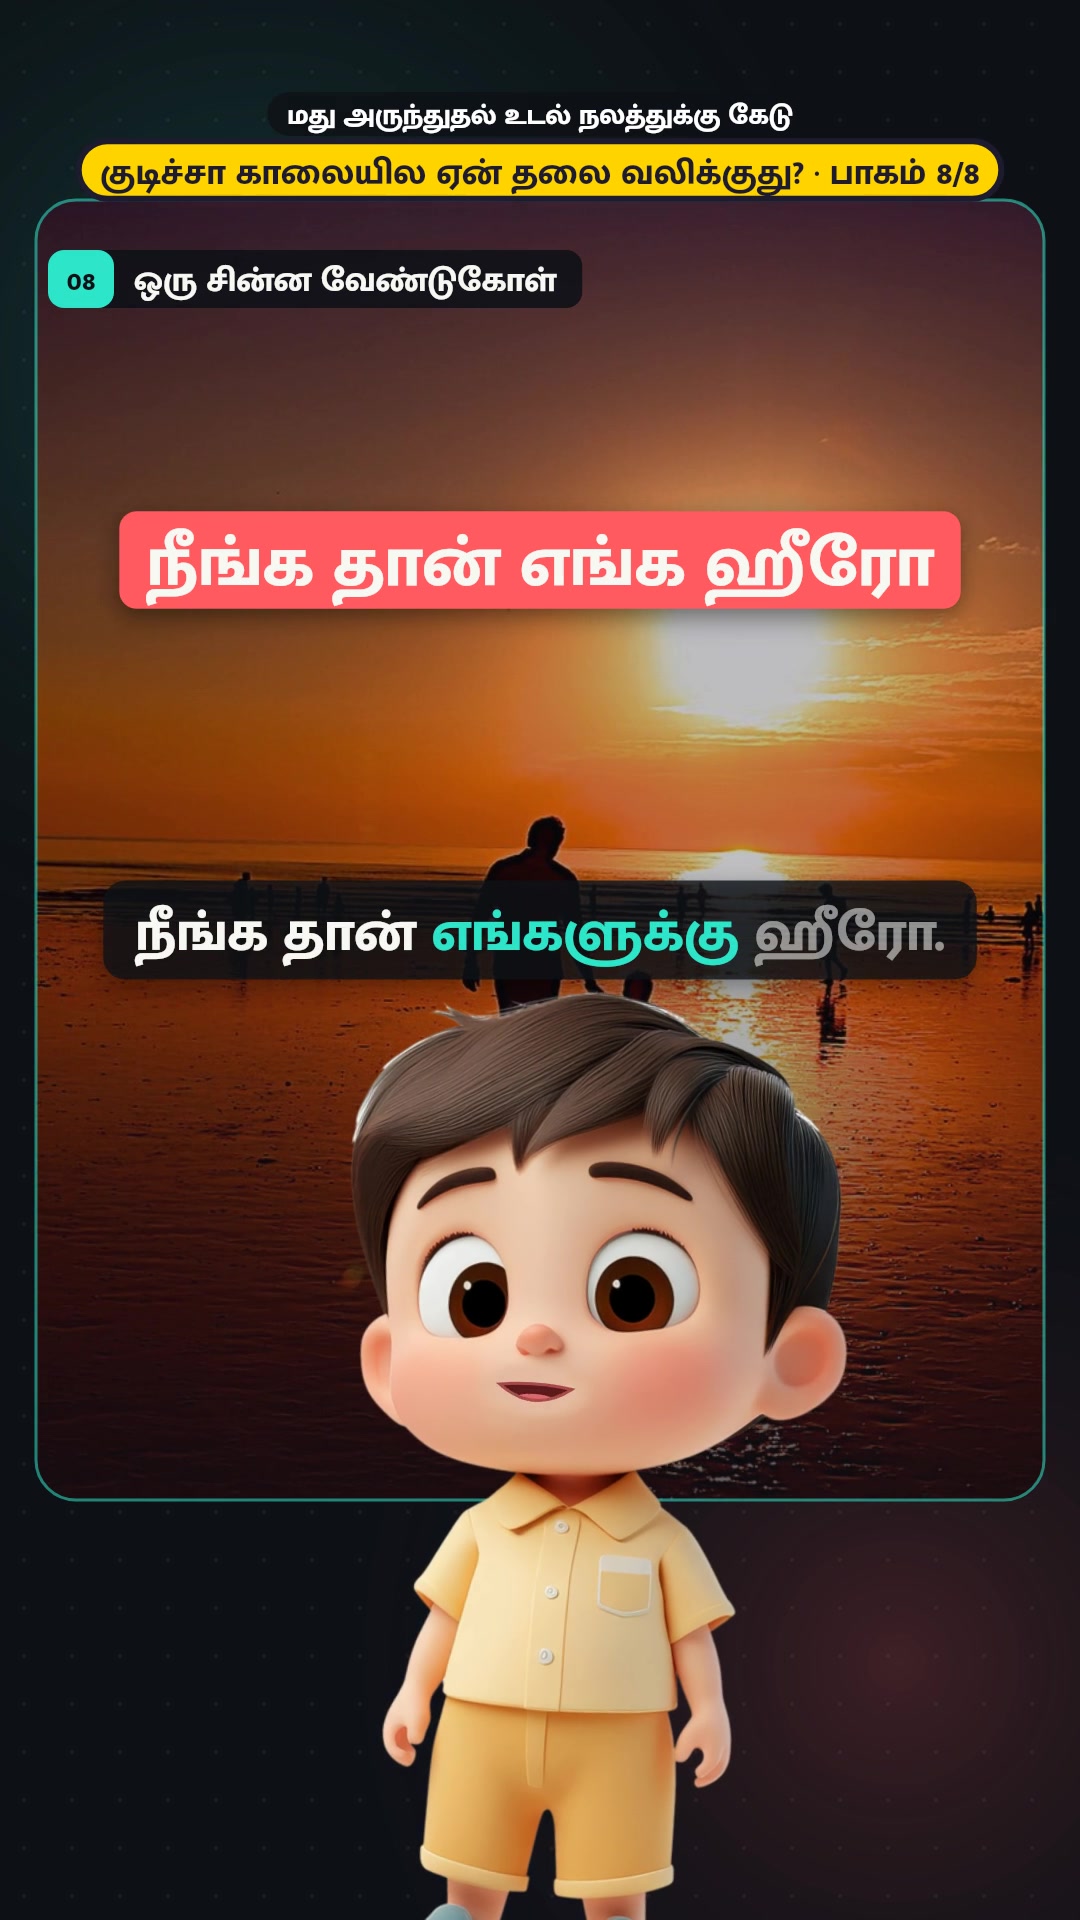 மது அருந்துதல் உடல் நலத்துக்கு கேடு
குடிச்சா காலையில ஏன் தலை வலிக்குது? · பாகம் 8/8
08 ஒரு சின்ன வேண்டுகோள்
நீங்க தான் எங்க ஹீரோ
நீங்க தான் எங்களுக்கு ஹீரோ.